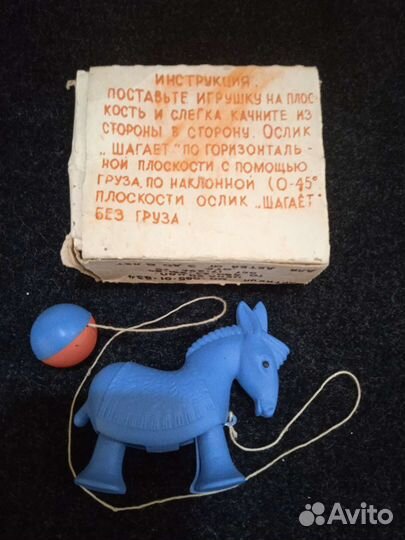 ИНСТРУКЦИЯ:
ПОСТАВЬТЕ ИГРУШКУ НА ПЛОС-
КОСТЬ И СЛЕГКА КАЧНИТЕ ИЗ
СТОРОНЫ В СТОРОНУ. ОСЛИК
„ШАГАЕТ" ПО ГОРИЗОНТАЛЬ-
НОЙ ПЛОСКОСТИ С ПОМОЩЬЮ
ГРУЗА, ПО НАКЛОННОЙ (0-45°
ПЛОСКОСТИ ОСЛИК „ШАГАЕТ"
БЕЗ ГРУЗА
Avito